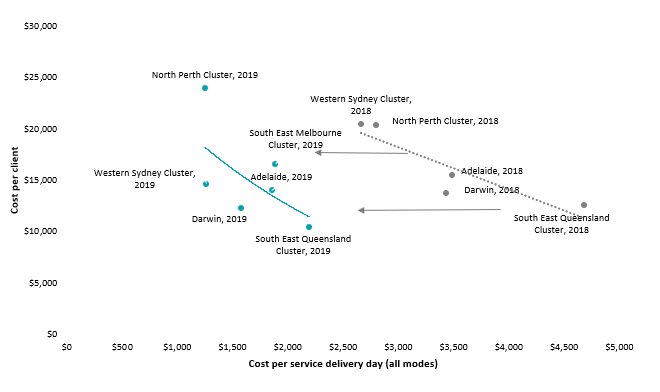 $30,000
North Perth Cluster, 2019
$25,000
Western Sydney Cluster,
2018
North Perth Cluster, 2018
$20,000
South East Melbourne
Cluster, 2019
Western Sydney Cluster,
2019
Adelaide, 2019
Adelaide, 2018
Darwin, 2018
$15,000
Darwin, 2019
South East Queensland
Cluster, 2018
South East Queensland
Cluster, 2019
$10,000
$5,000
$0
Cost per client
$0 $500 $1,000 $1,500 $2,000 $2,500 $3,000 $3,500 $4,000 $4,500 $5,000
Cost per service delivery day (all modes)